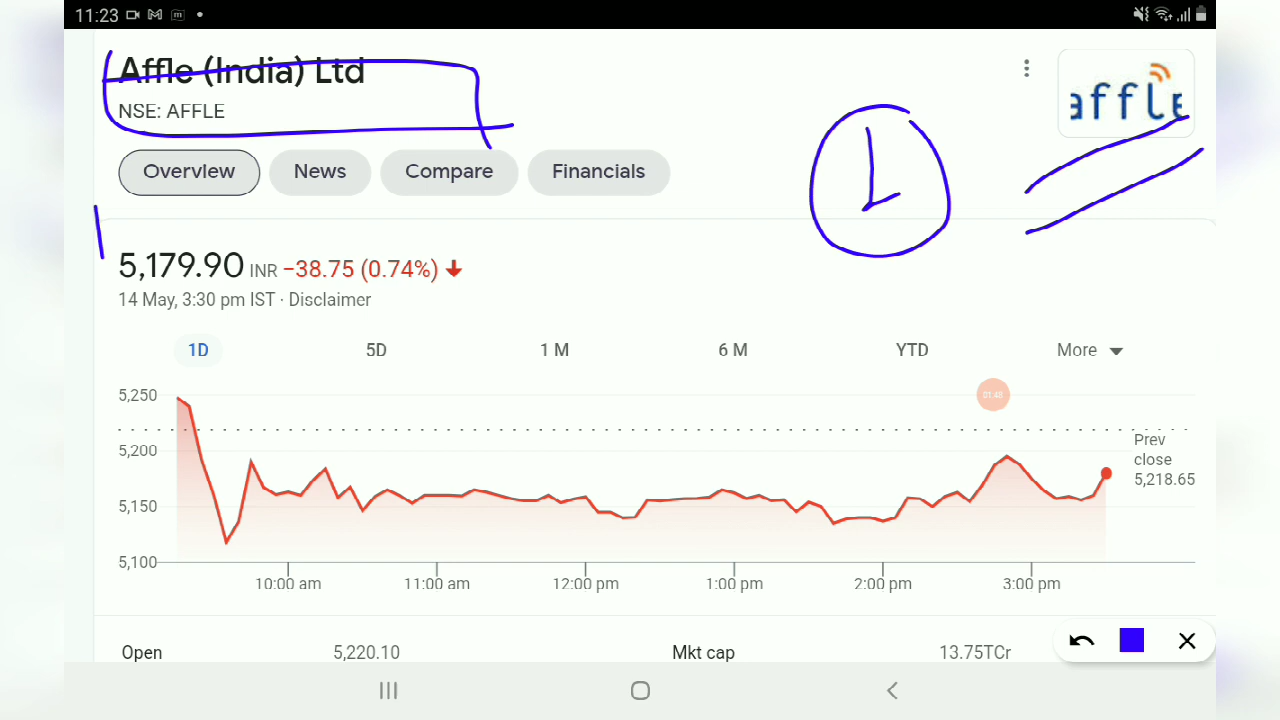 11:23
Affle (India) Ltd
NSE: AFFLE
affle
1
Overview News Compare Financials
5,179.90 INR −38.75 (0.74%)
14 May, 3:30 pm IST · Disclaimer
1D 5D 1 M 6 M YTD More
01:48
5,250
5,200
5,150
5,100
Prev
close
5,218.65
10:00 am 11:00 am 12:00 pm 1:00 pm 2:00 pm 3:00 pm
Open 5,220.10 Mkt cap 13.75TCr